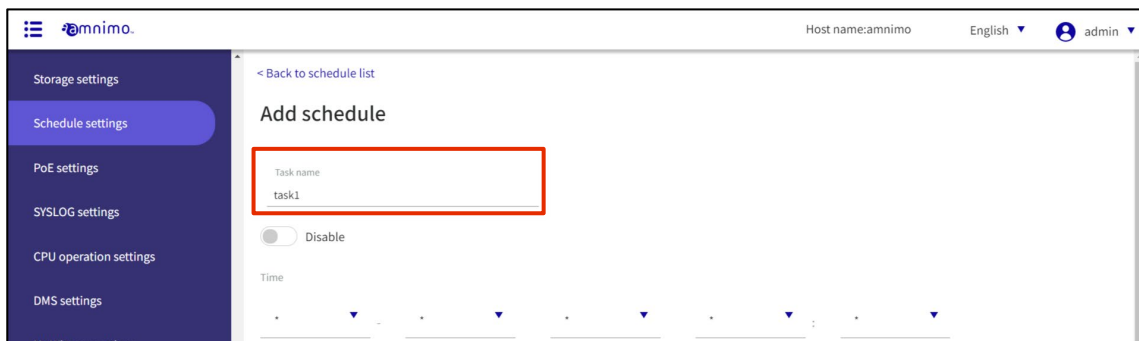 amnimo. Host name:amnimo English ▼ admin ▼
Storage settings
< Back to schedule list
Add schedule
Schedule settings
PoE settings
Task name
task1
SYSLOG settings
Disable
CPU operation settings
Time
DMS settings
* ▼ - * ▼ * ▼ * ▼ : * ▼